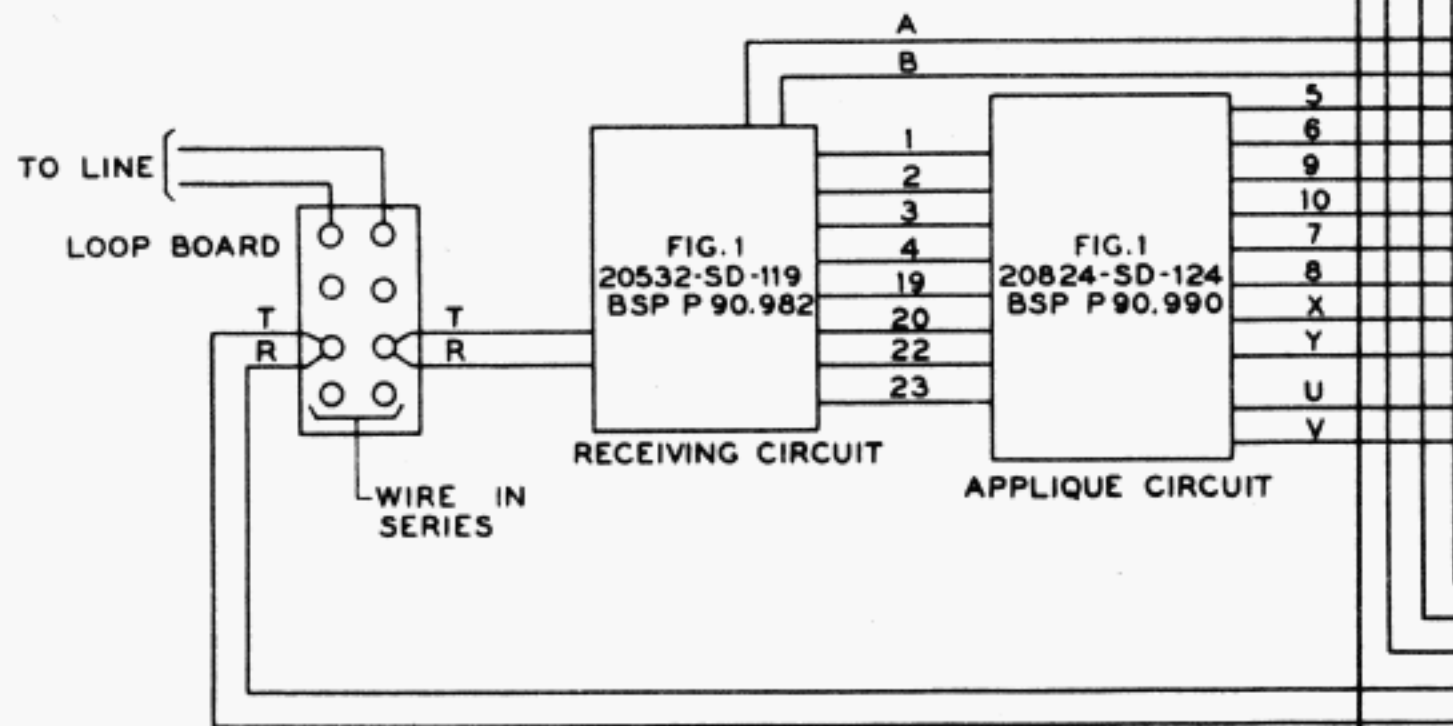 A
B
TO LINE
LOOP BOARD
T
R
T
R
WIRE IN
SERIES
FIG. 1
20532-SD-119
BSP P 90.982
RECEIVING CIRCUIT
1
2
3
4
19
20
22
23
FIG. 1
20824-SD-124
BSP P 90.990
APPLIQUE CIRCUIT
5
6
9
10
7
8
X
Y
U
V